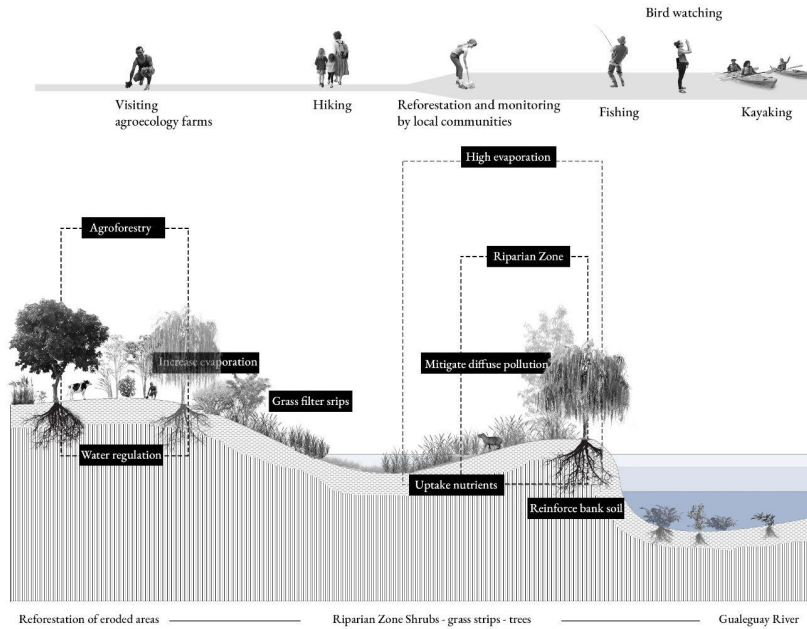 Bird watching
Visiting
agroecology farms
Hiking
Reforestation and monitoring
by local communities
Fishing
Kayaking
High evaporation
Agroforestry
Riparian Zone
Increase evaporation
Mitigate diffuse pollution
Grass filter srips
Water regulation
Uptake nutrients
Reinforce bank soil
Reforestation of eroded areas
Riparian Zone Shrubs - grass strips - trees
Gualeguay River